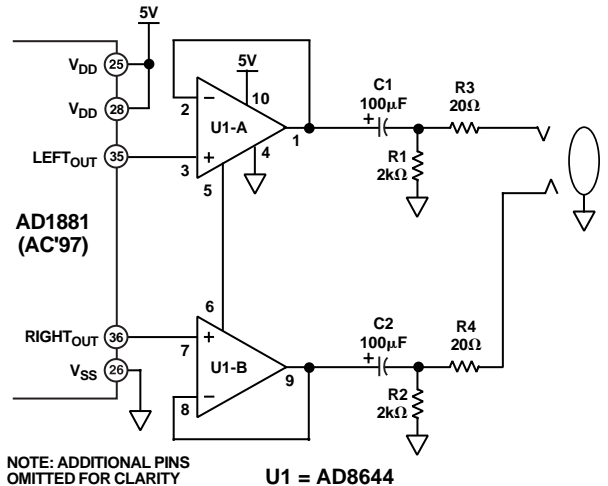 5V
V_DD 25
V_DD 28
LEFT_OUT 35
AD1881
(AC'97)
RIGHT_OUT 36
V_SS 26
5V
10
2
−
U1-A
+
3
1
4
5
C1
100µF
+
R3
20Ω
R1
2kΩ
6
7
+
U1-B
9
8
−
C2
100µF
+
R4
20Ω
R2
2kΩ
NOTE: ADDITIONAL PINS
OMITTED FOR CLARITY
U1 = AD8644